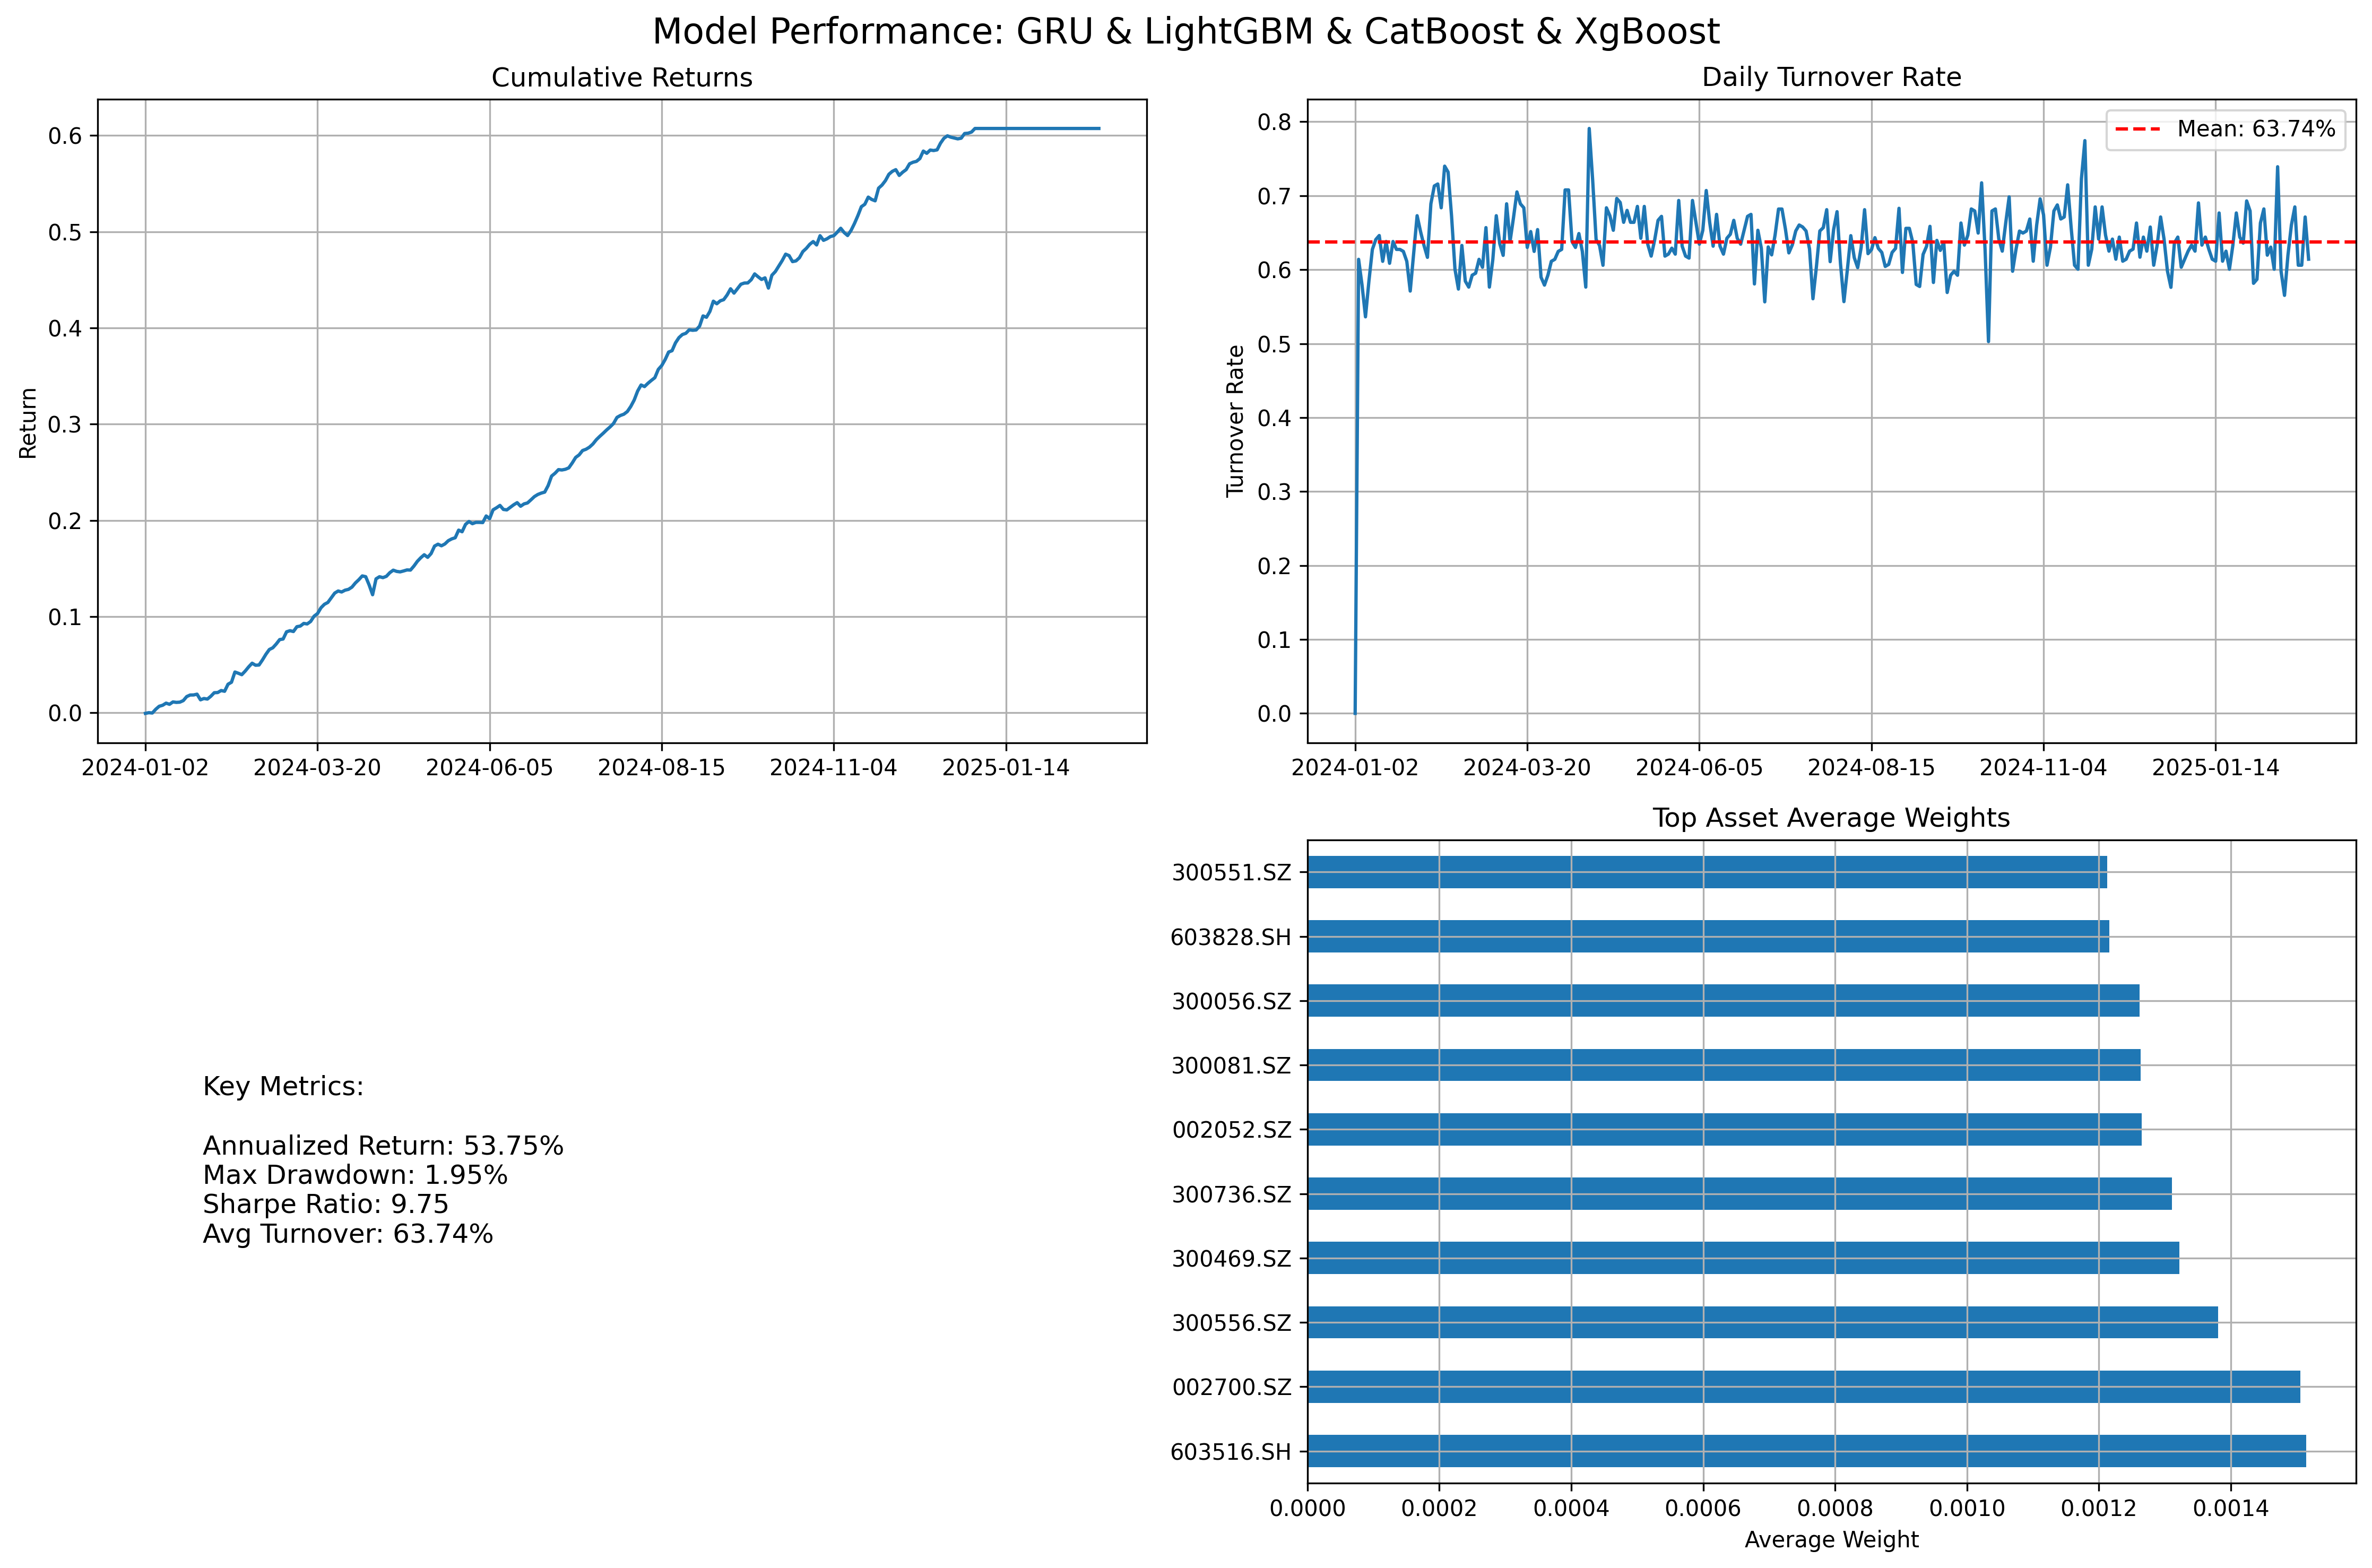 Model Performance: GRU & LightGBM & CatBoost & XgBoost
Cumulative Returns
Return
0.6
0.5
0.4
0.3
0.2
0.1
0.0
2024-01-02 2024-03-20 2024-06-05 2024-08-15 2024-11-04 2025-01-14
Daily Turnover Rate
Turnover Rate
Mean: 63.74%
0.8
0.7
0.6
0.5
0.4
0.3
0.2
0.1
0.0
2024-01-02 2024-03-20 2024-06-05 2024-08-15 2024-11-04 2025-01-14
Key Metrics:
Annualized Return: 53.75%
Max Drawdown: 1.95%
Sharpe Ratio: 9.75
Avg Turnover: 63.74%
Top Asset Average Weights
300551.SZ
603828.SH
300056.SZ
300081.SZ
002052.SZ
300736.SZ
300469.SZ
300556.SZ
002700.SZ
603516.SH
0.0000 0.0002 0.0004 0.0006 0.0008 0.0010 0.0012 0.0014
Average Weight